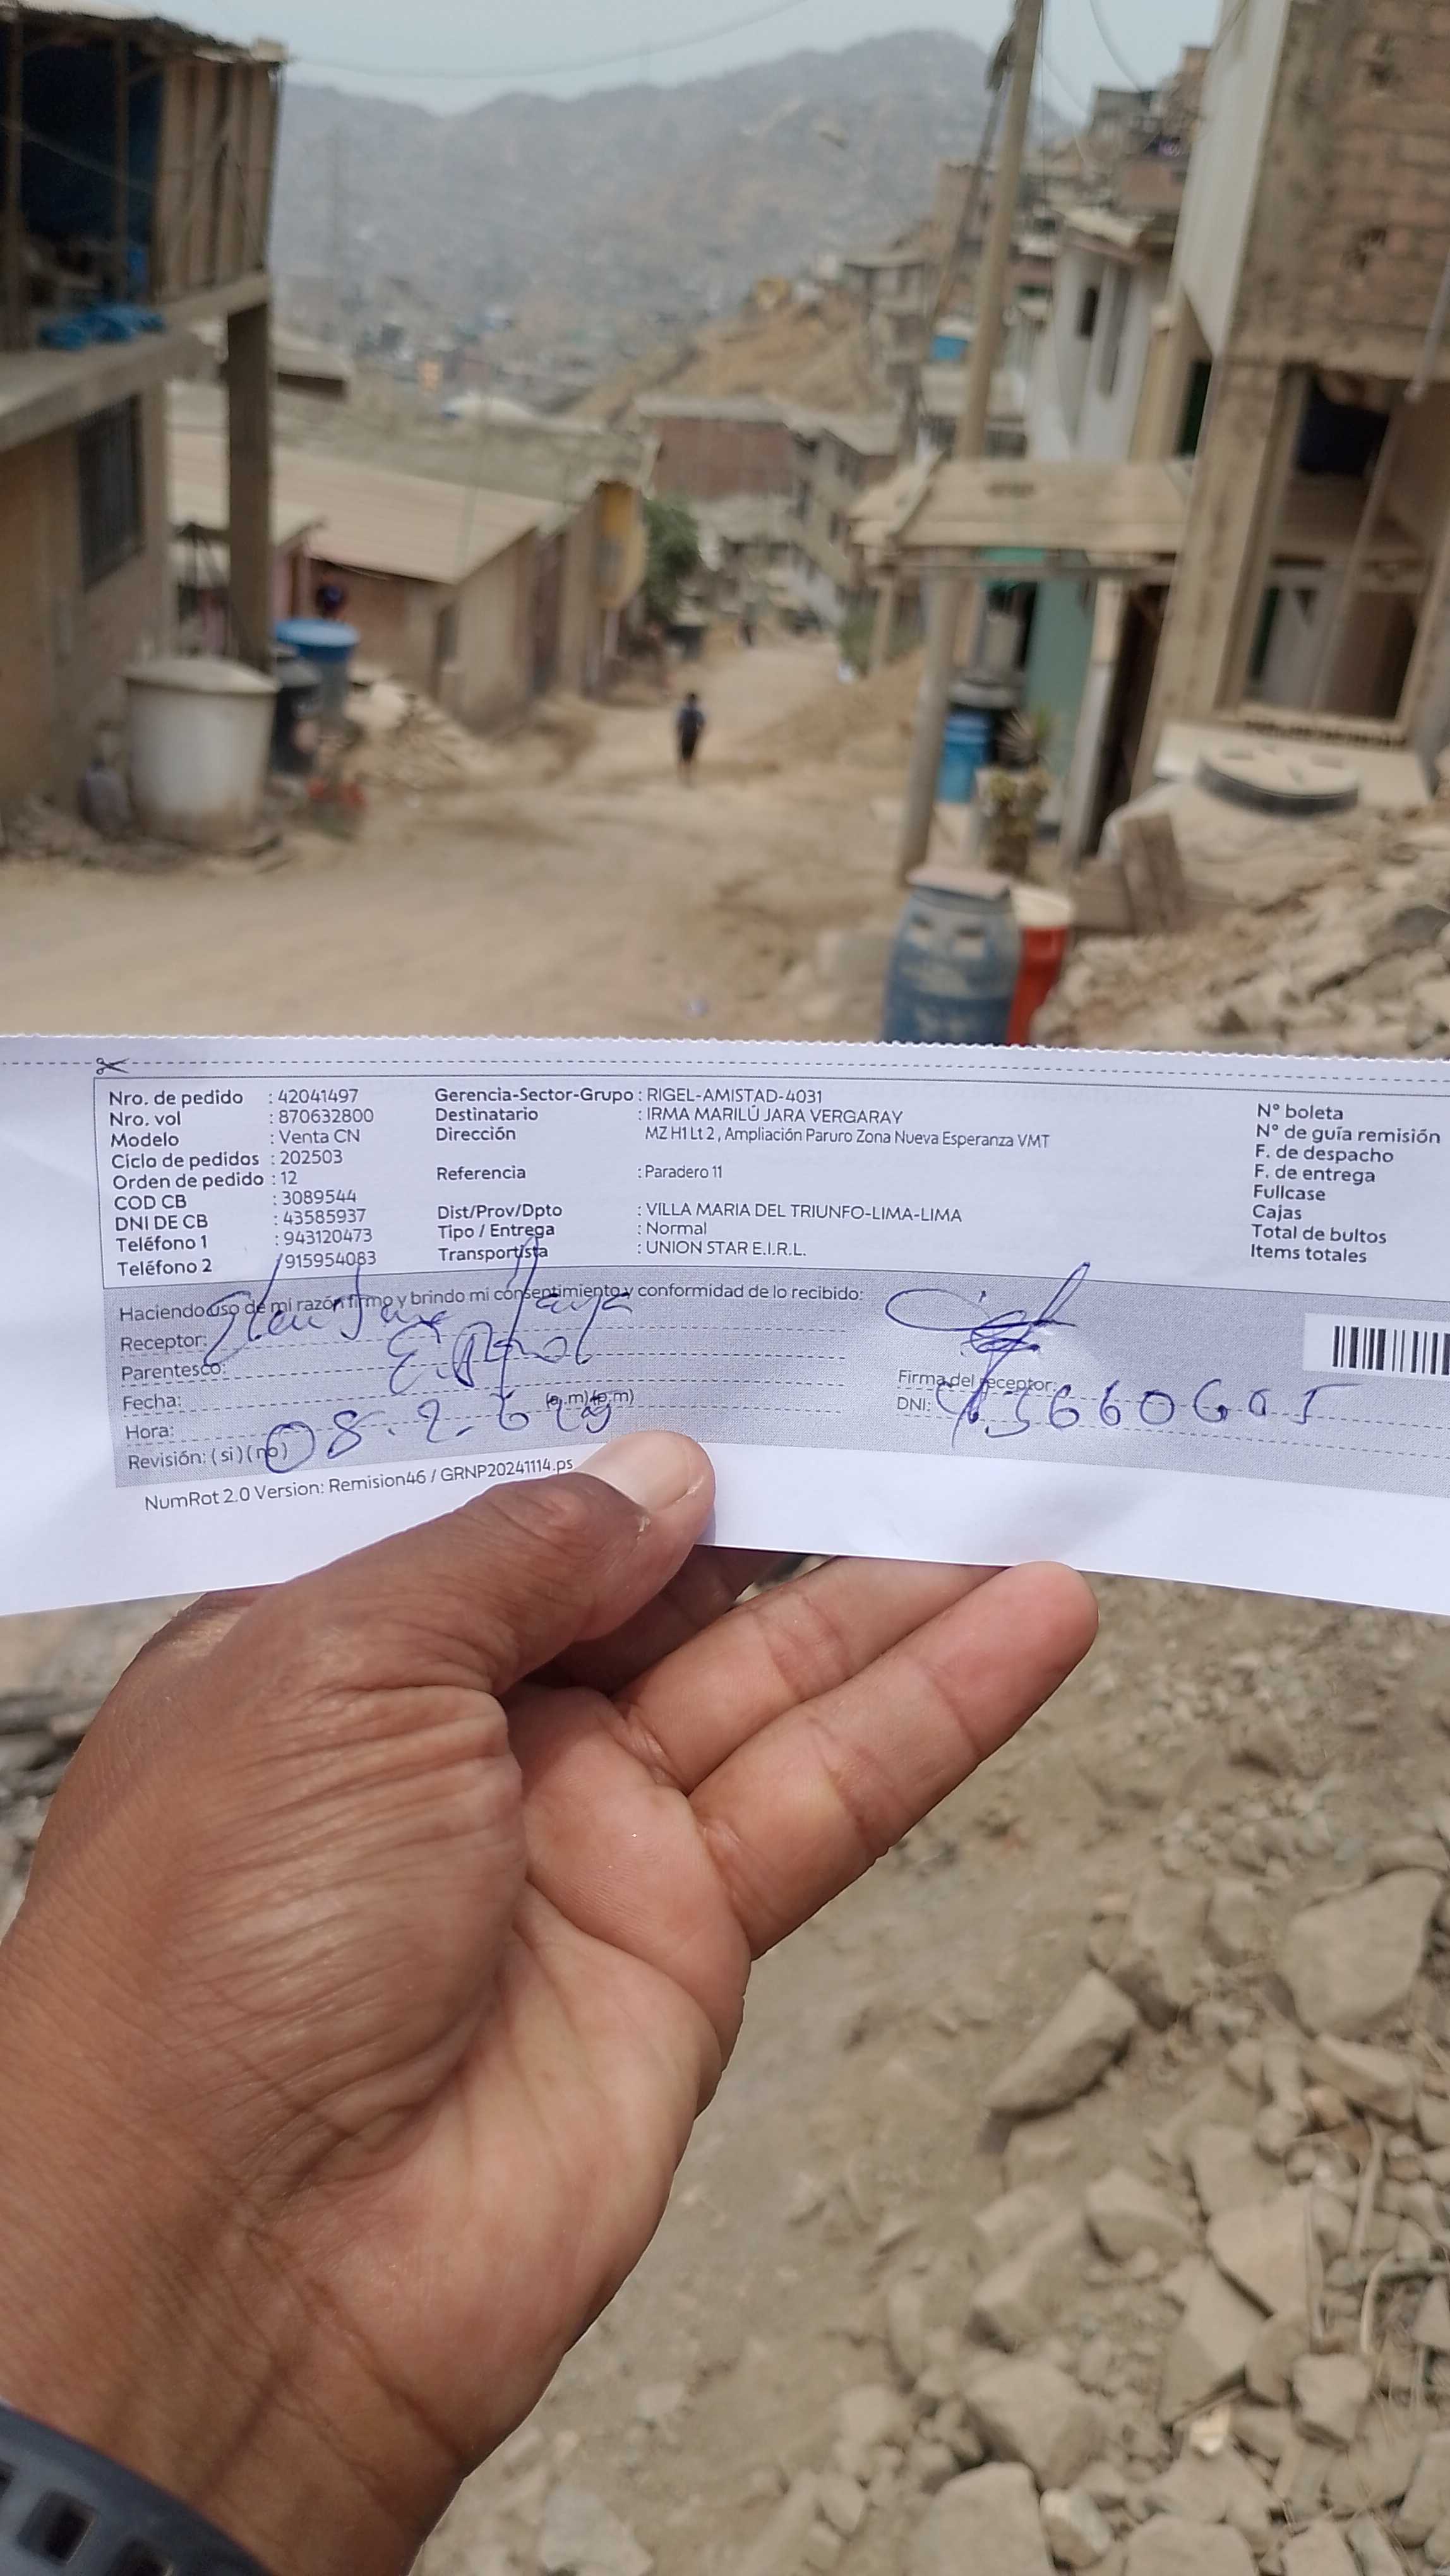 Nro. de pedido : 42041497 Gerencia-Sector-Grupo : RIGEL-AMISTAD-4031
Nro. vol : 870632800 Destinatario : IRMA MARILÚ JARA VERGARAY N° boleta
Modelo : Venta CN Dirección MZ H1 Lt 2 , Ampliación Paruro Zona Nueva Esperanza VMT N° de guía remisión
Ciclo de pedidos : 202503 F. de despacho
Orden de pedido : 12 Referencia : Paradero 11 F. de entrega
COD CB : 3089544 Fullcase
DNI DE CB : 43585937 Dist/Prov/Dpto : VILLA MARIA DEL TRIUNFO-LIMA-LIMA Cajas
Teléfono 1 : 943120473 Tipo / Entrega : Normal Total de bultos
Teléfono 2 915954083 Transportista : UNION STAR E.I.R.L. Items totales
Haciendo uso de mi razón firmo y brindo mi consentimiento y conformidad de lo recibido:
Receptor:
Parentesco:
Fecha: (a.m)(p.m) Firma del receptor:
Hora: DNI:
Revisión: ( si ) ( no )
NumRot 2.0 Version: Remision46 / GRNP20241114.ps